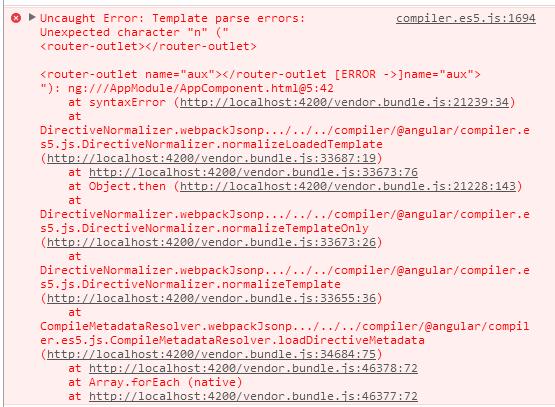 Uncaught Error: Template parse errors: compiler.es5.js:1694
Unexpected character "n" ("
<router-outlet></router-outlet>
<router-outlet name="aux"></router-outlet [ERROR ->]name="aux">
"): ng:///AppModule/AppComponent.html@5:42
at syntaxError (http://localhost:4200/vendor.bundle.js:21239:34)
at
DirectiveNormalizer.webpackJsonp.../../../compiler/@angular/compiler.e
s5.js.DirectiveNormalizer.normalizeLoadedTemplate
(http://localhost:4200/vendor.bundle.js:33687:19)
at http://localhost:4200/vendor.bundle.js:33673:76
at Object.then (http://localhost:4200/vendor.bundle.js:21228:143)
at
DirectiveNormalizer.webpackJsonp.../../../compiler/@angular/compiler.e
s5.js.DirectiveNormalizer.normalizeTemplateOnly
(http://localhost:4200/vendor.bundle.js:33673:26)
at
DirectiveNormalizer.webpackJsonp.../../../compiler/@angular/compiler.e
s5.js.DirectiveNormalizer.normalizeTemplate
(http://localhost:4200/vendor.bundle.js:33655:36)
at
CompileMetadataResolver.webpackJsonp.../../../compiler/@angular/compil
er.es5.js.CompileMetadataResolver.loadDirectiveMetadata
(http://localhost:4200/vendor.bundle.js:34684:75)
at http://localhost:4200/vendor.bundle.js:46378:72
at Array.forEach (native)
at http://localhost:4200/vendor.bundle.js:46377:72